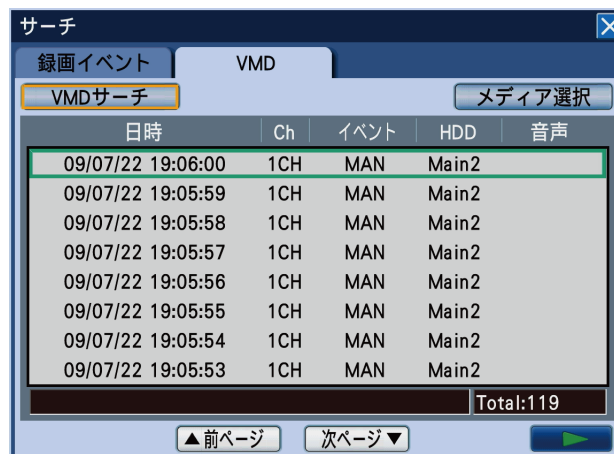 サーチ
録画イベント VMD
VMDサーチ メディア選択
日時 Ch イベント HDD 音声
09/07/22 19:06:00 1CH MAN Main2
09/07/22 19:05:59 1CH MAN Main2
09/07/22 19:05:58 1CH MAN Main2
09/07/22 19:05:57 1CH MAN Main2
09/07/22 19:05:56 1CH MAN Main2
09/07/22 19:05:55 1CH MAN Main2
09/07/22 19:05:54 1CH MAN Main2
09/07/22 19:05:53 1CH MAN Main2
Total:119
▲前ページ 次ページ▼